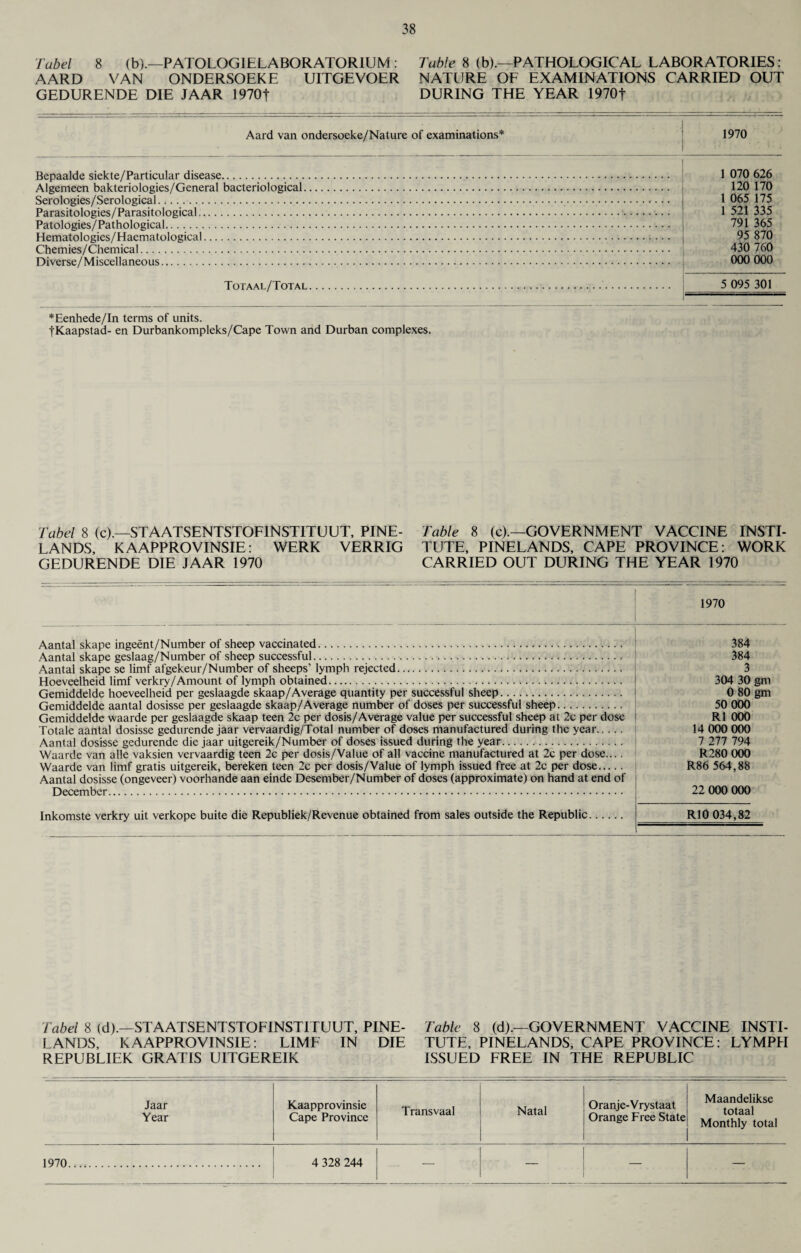 38
Tabel 8 (b).—PATOLOGIELABORATORIUM:
AARD VAN ONDERSOEKE UITGEVOER
GEDURENDE DIE JAAR 1970†
Table 8 (b).—PATHOLOGICAL LABORATORIES:
NATURE OF EXAMINATIONS CARRIED OUT
DURING THE YEAR 1970†
Aard van ondersoeke/Nature of examinations* 1970
Bepaalde siekte/Particular disease 1 070 626
Algemeen bakteriologies/General bacteriological 120 170
Serologies/Serological 1 065 175
Parasitologies/Parasitological 1 521 335
Patologies/Pathological 791 365
Hematologies/Haematological 95 870
Chemies/Chemical 430 760
Diverse/Miscellaneous 000 000
TOTAAL/TOTAL 5 095 301
*Eenhede/In terms of units.
†Kaapstad- en Durbankompleks/Cape Town and Durban complexes.
Tabel 8 (c).—STAATSENTSTOFINSTITUUT, PINE-
LANDS, KAAPPROVINSIE: WERK VERRIG
GEDURENDE DIE JAAR 1970
Table 8 (c).—GOVERNMENT VACCINE INSTI-
TUTE, PINELANDS, CAPE PROVINCE: WORK
CARRIED OUT DURING THE YEAR 1970
1970
Aantal skape ingeënt/Number of sheep vaccinated 384
Aantal skape geslaag/Number of sheep successful 384
Aantal skape se limf afgekeur/Number of sheeps' lymph rejected 3
Hoeveelheid limf verkry/Amount of lymph obtained 304 30 gm
Gemiddelde hoeveelheid per geslaagde skaap/Average quantity per successful sheep 0 80 gm
Gemiddelde aantal dosisse per geslaagde skaap/Average number of doses per successful sheep 50 000
Gemiddelde waarde per geslaagde skaap teen 2c per dosis/Average value per successful sheep at 2c per dose R1 000
Totale aantal dosisse gedurende jaar vervaardig/Total number of doses manufactured during the year 14 000 000
Aantal dosisse gedurende die jaar uitgereik/Number of doses issued during the year 7 277 794
Waarde van alle vaksien vervaardig teen 2c per dosis/Value of all vaccine manufactured at 2c per dose R280 000
Waarde van limf gratis uitgereik, bereken teen 2c per dosis/Value of lymph issued free at 2c per dose R86 564,88
Aantal dosisse (ongeveer) voorhande aan einde Desember/Number of doses (approximate) on hand at end of
December 22 000 000
Inkomste verkry uit verkope buite die Republiek/Revenue obtained from sales outside the Republic R10 034,82
Tabel 8 (d).—STAATSENTSTOFINSTITUUT, PINE-
LANDS, KAAPPROVINSIE: LIMF IN DIE
REPUBLIEK GRATIS UITGEREIK
Table 8 (d).—GOVERNMENT VACCINE INSTI-
TUTE, PINELANDS, CAPE PROVINCE: LYMPH
ISSUED FREE IN THE REPUBLIC
Jaar
Year
Kaapprovinsie
Cape Province
Transvaal
Natal
Oranje-Vrystaat
Orange Free State
Maandelikse
totaal
Monthly total
1970 4 328 244 — — — —